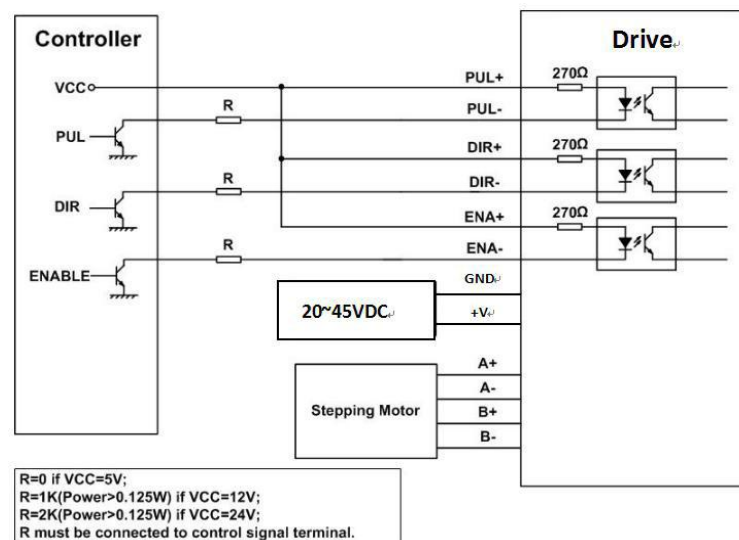 Controller
Drive
VCC
PUL+
270Ω
R
PUL-
PUL
DIR+
270Ω
R
DIR-
DIR
ENA+
270Ω
R
ENA-
ENABLE
GND
20~45VDC
+V
A+
A-
Stepping Motor
B+
B-
R=0 if VCC=5V;
R=1K(Power>0.125W) if VCC=12V;
R=2K(Power>0.125W) if VCC=24V;
R must be connected to control signal terminal.